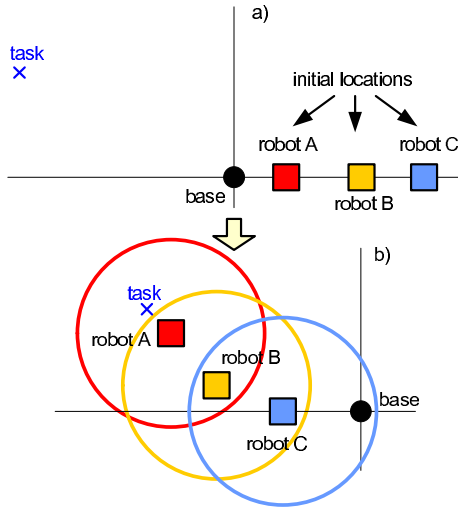 a)
task
initial locations
robot A
robot C
base
robot B
b)
task
robot A
robot B
base
robot C